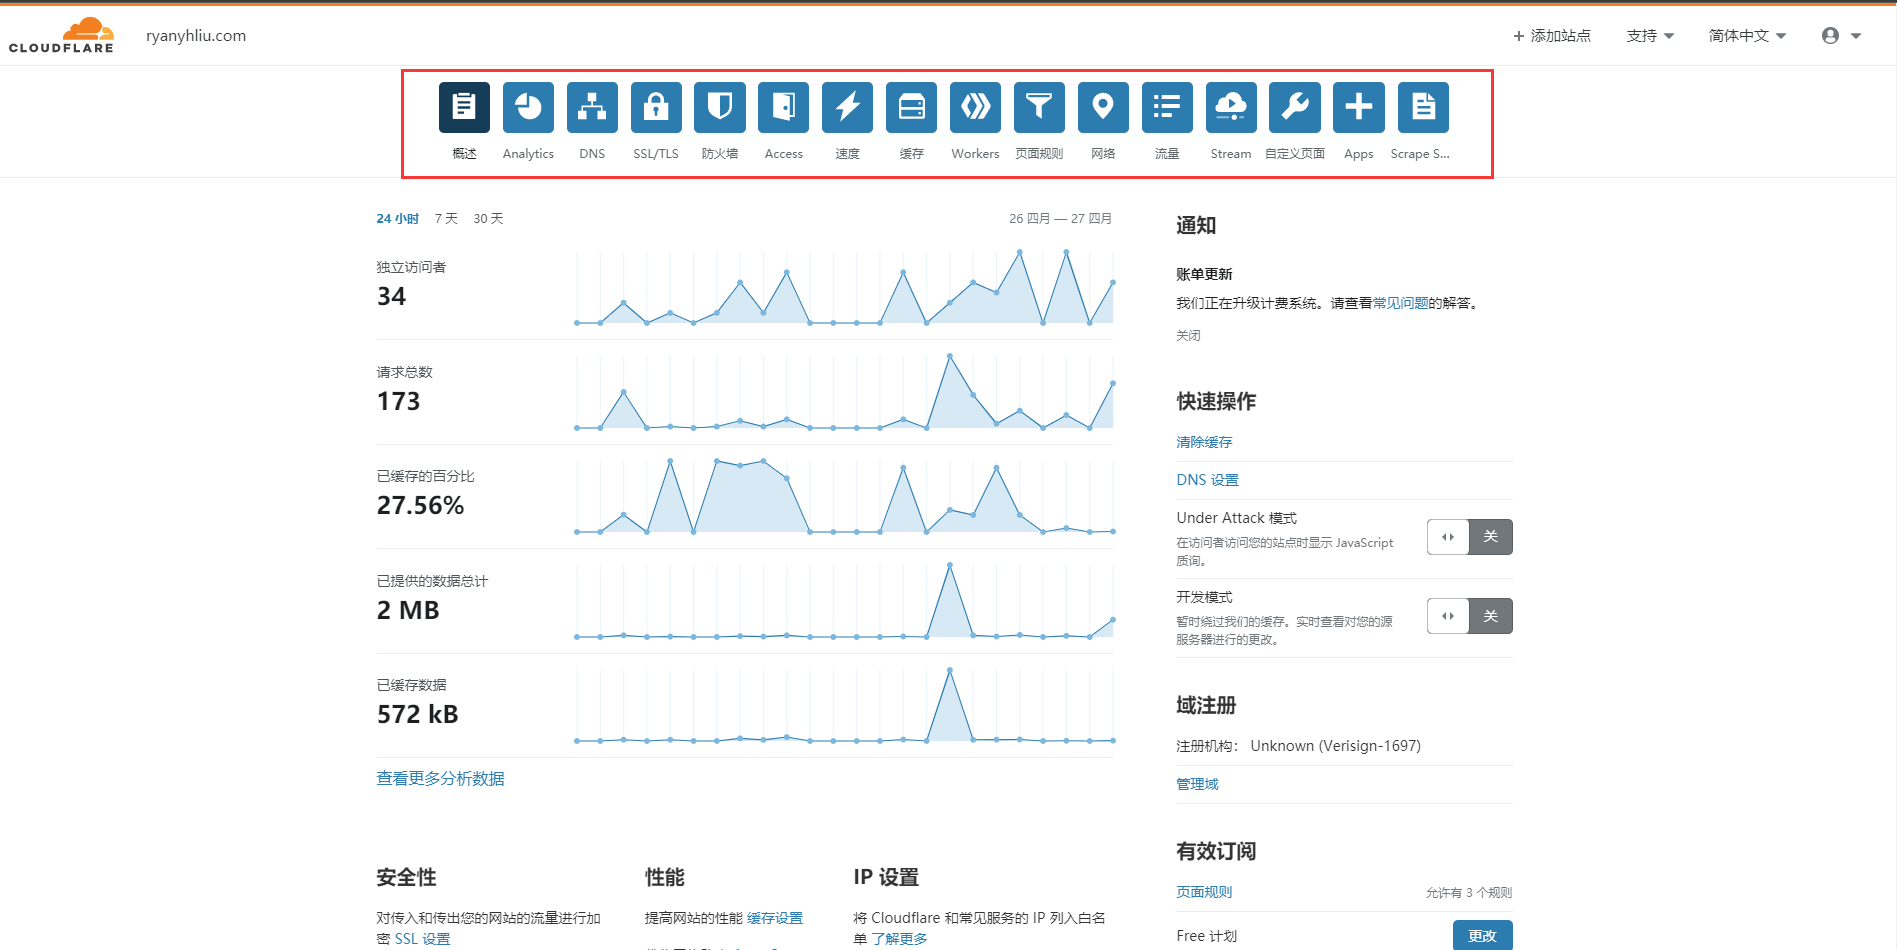 CLOUDFLARE
ryanyhliu.com
+ 添加站点
支持
简体中文
概述
Analytics
DNS
SSL/TLS
防火墙
Access
速度
缓存
Workers
页面规则
网络
流量
Stream
自定义页面
Apps
Scrape S...
24 小时 7 天 30 天
26 四月 — 27 四月
独立访问者
34
请求总数
173
已缓存的百分比
27.56%
已提供的数据总计
2 MB
已缓存数据
572 kB
查看更多分析数据
安全性
对传入和传出您的网站的流量进行加
密 SSL 设置
性能
提高网站的性能 缓存设置
IP 设置
将 Cloudflare 和常见服务的 IP 列入白名
单 了解更多
通知
账单更新
我们正在升级计费系统。请查看常见问题的解答。
关闭
快速操作
清除缓存
DNS 设置
Under Attack 模式
在访问者访问您的站点时显示 JavaScript
质询。
关
开发模式
暂时绕过我们的缓存。实时查看对您的源
服务器进行的更改。
关
域注册
注册机构： Unknown (Verisign-1697)
管理域
有效订阅
页面规则
允许有 3 个规则
Free 计划
更改